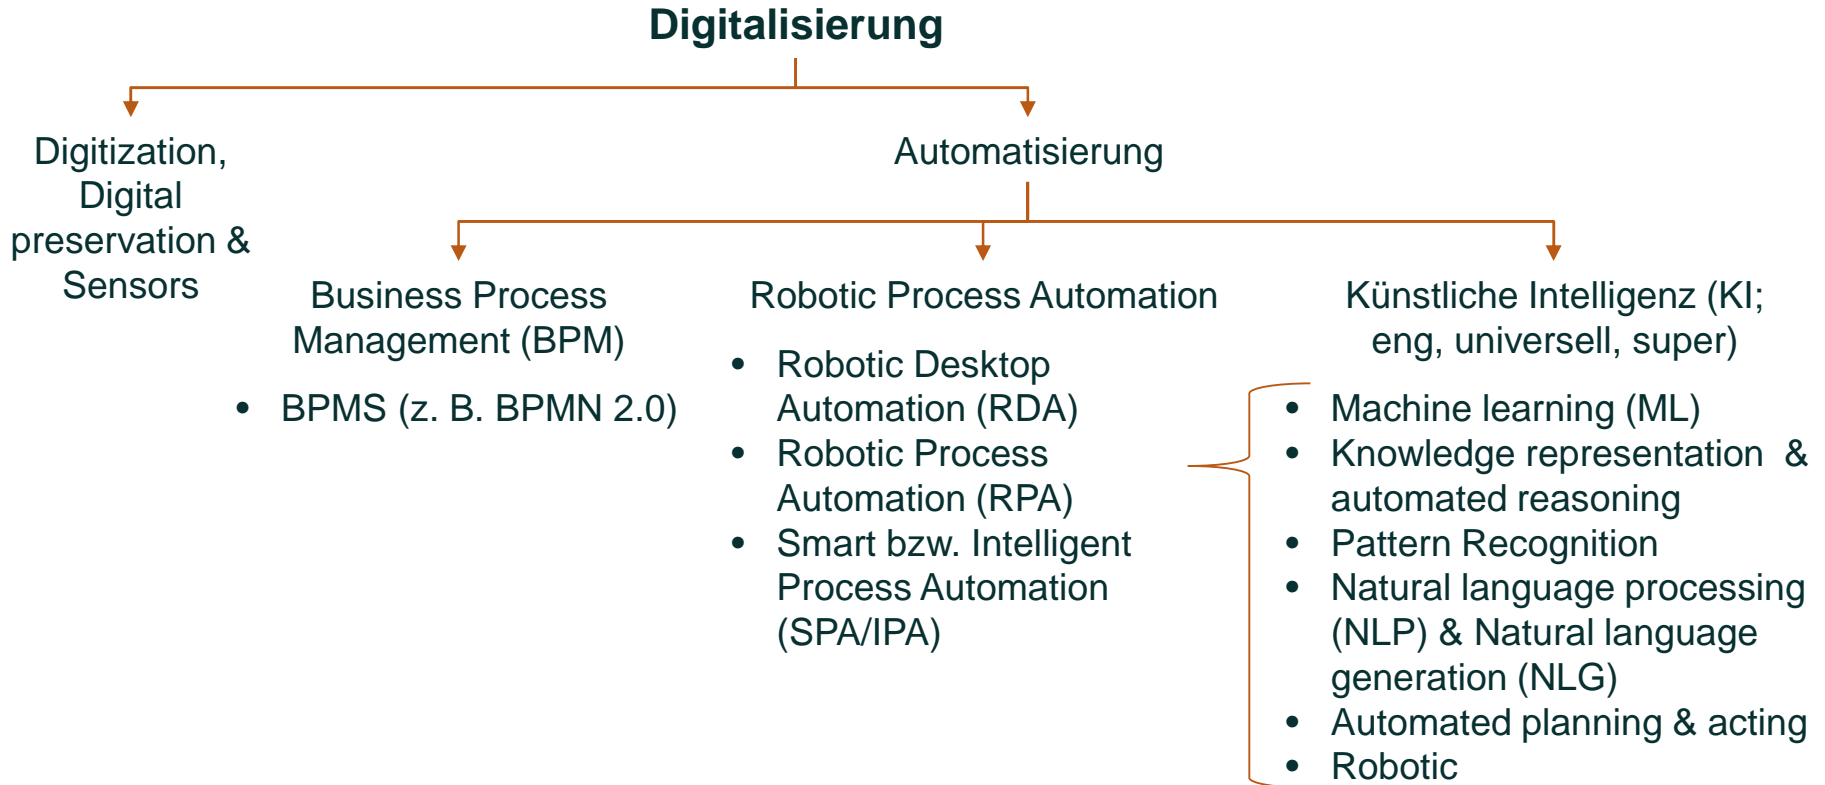 Digitalisierung
Digitization,
Digital
preservation &
Sensors
Automatisierung
Business Process
Management (BPM)
• BPMS (z. B. BPMN 2.0)
Robotic Process Automation
• Robotic Desktop
Automation (RDA)
• Robotic Process
Automation (RPA)
• Smart bzw. Intelligent
Process Automation
(SPA/IPA)
Künstliche Intelligenz (KI;
eng, universell, super)
• Machine learning (ML)
• Knowledge representation &
automated reasoning
• Pattern Recognition
• Natural language processing
(NLP) & Natural language
generation (NLG)
• Automated planning & acting
• Robotic